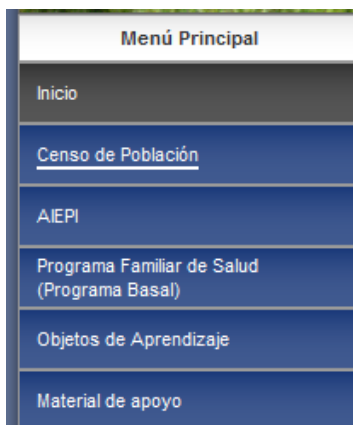 Menú Principal
Inicio
Censo de Población
AIEPI
Programa Familiar de Salud
(Programa Basal)
Objetos de Aprendizaje
Material de apoyo